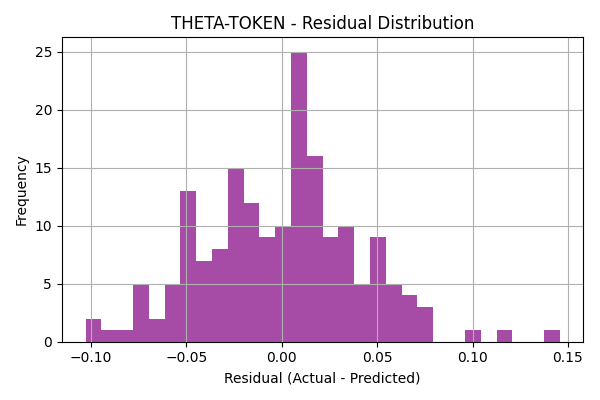 THETA-TOKEN - Residual Distribution
Frequency
25
20
15
10
5
0
−0.10 −0.05 0.00 0.05 0.10 0.15
Residual (Actual - Predicted)